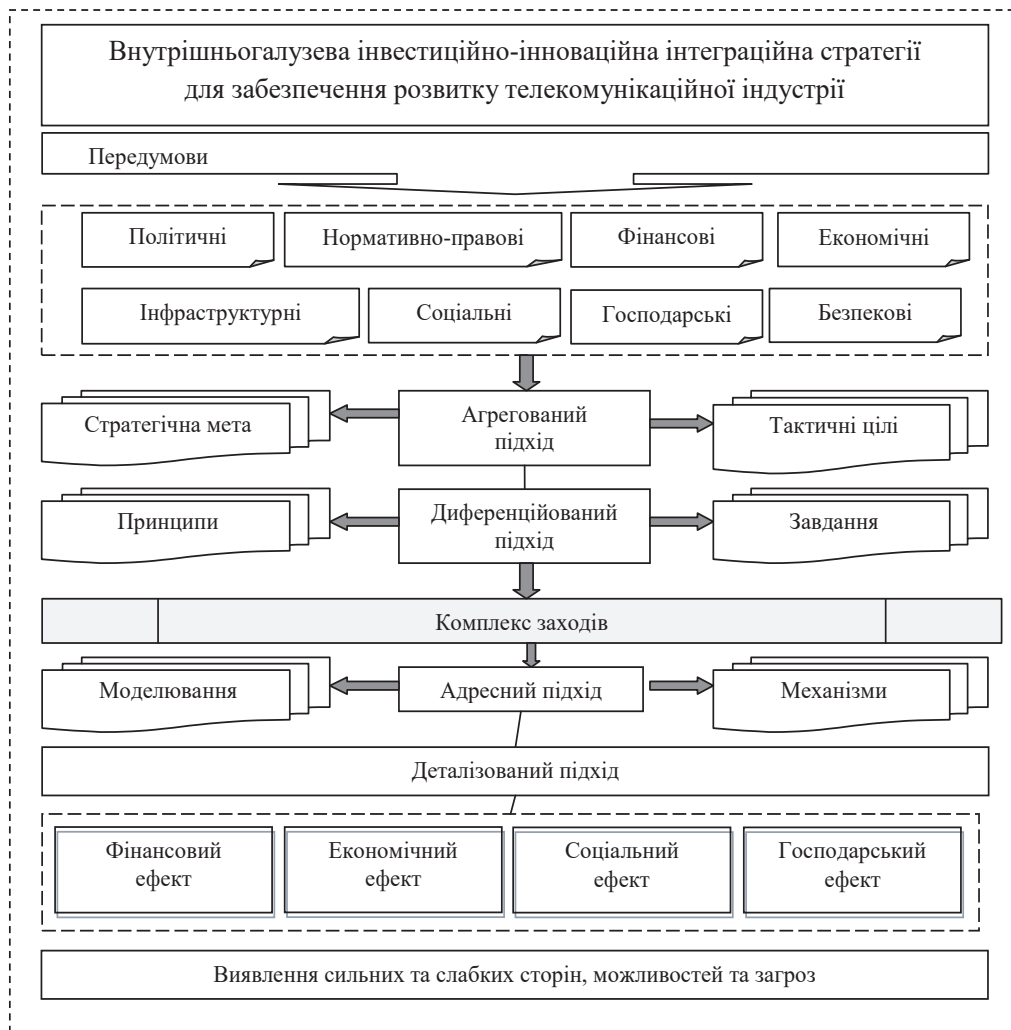 Внутрішньогалузева інвестиційно-інноваційна інтеграційна стратегії
для забезпечення розвитку телекомунікаційної індустрії
Передумови
Політичні
Нормативно-правові
Фінансові
Економічні
Інфраструктурні
Соціальні
Господарські
Безпекові
Стратегічна мета
Агрегований
підхід
Тактичні цілі
Принципи
Диференційований
підхід
Завдання
Комплекс заходів
Моделювання
Адресний підхід
Механізми
Деталізований підхід
Фінансовий
ефект
Економічний
ефект
Соціальний
ефект
Господарський
ефект
Виявлення сильних та слабких сторін, можливостей та загроз